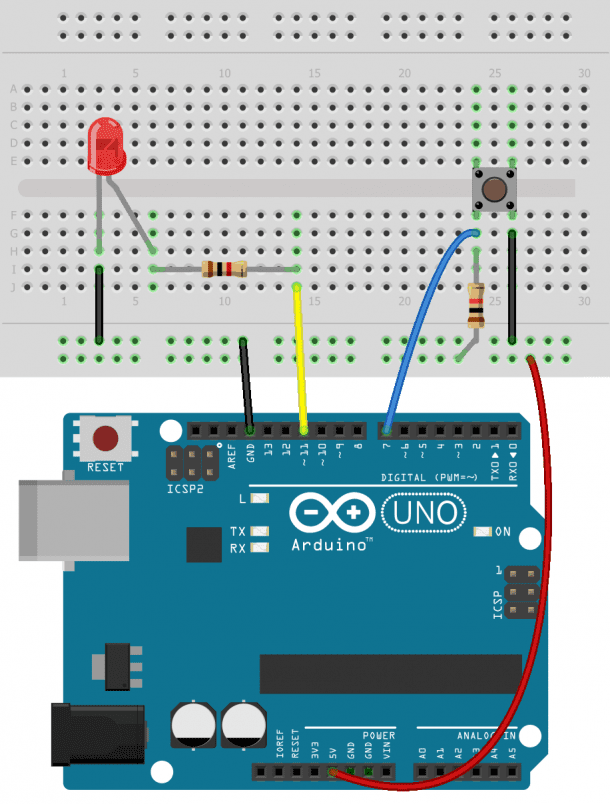 1 5 10 15 20 25 30
A
B
C
D
E
F
G
H
I
J
1 5 10 15 20 25 30
RESET
ICSP2
AREF
GND
13
12
~11
~10
~9
8
7
~6
~5
4
~3
2
TX0▶1
RX0◀0
DIGITAL (PWM=~)
L
TX
RX
UNO
ON
Arduino™
1
ICSP
POWER
ANALOG IN
IOREF
RESET
3V3
5V
GND
GND
VIN
A0
A1
A2
A3
A4
A5